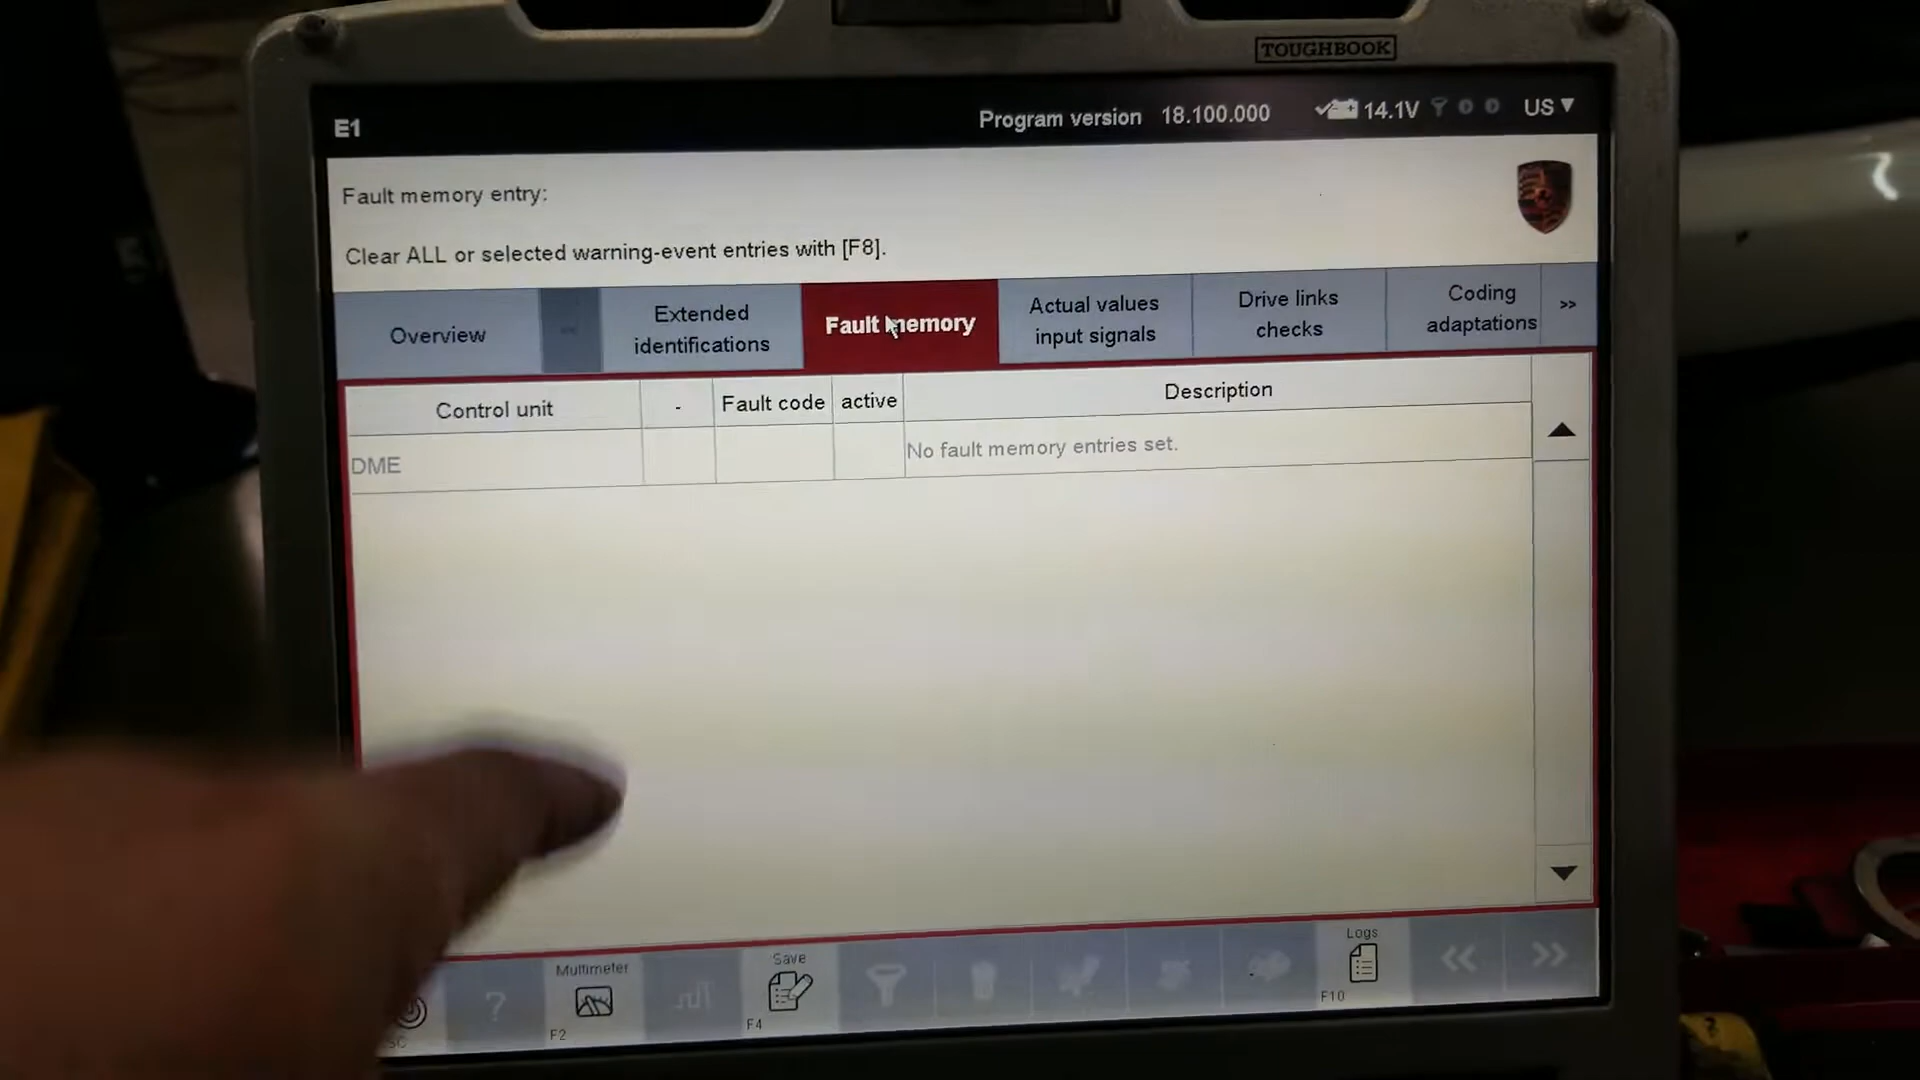 TOUGHBOOK
E1
Program version 18.100.000
14.1V
US
Fault memory entry:
Clear ALL or selected warning-event entries with [F8].
Overview
<<
Extended
identifications
Fault memory
Actual values
input signals
Drive links
checks
Coding
adaptations
>>
Control unit - Fault code active Description
DME No fault memory entries set.
?
Multimeter
F2
Save
F4
Logs
F10
<<
>>